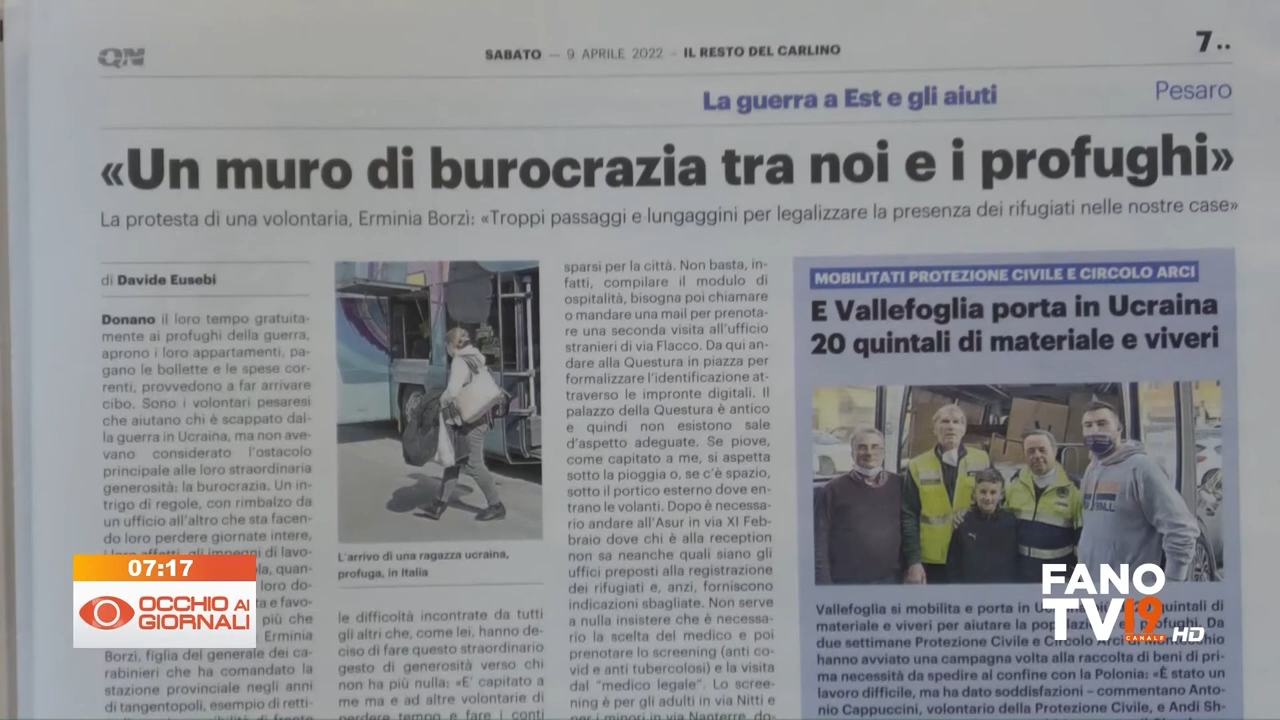 QN
SABATO — 9 APRILE 2022 – IL RESTO DEL CARLINO
7 ..
La guerra a Est e gli aiuti
Pesaro
«Un muro di burocrazia tra noi e i profughi»
La protesta di una volontaria, Erminia Borzì: «Troppi passaggi e lungaggini per legalizzare la presenza dei rifugiati nelle nostre case»
di Davide Eusebi
Donano il loro tempo gratuita-
mente ai profughi della guerra,
aprono i loro appartamenti, pa-
gano le bollette e le spese cor-
renti, provvedono a far arrivare
cibo. Sono i volontari pesaresi
che aiutano chi è scappato dal-
la guerra in Ucraina, ma non ave-
vano considerato l'ostacolo
principale alle loro straordinaria
generosità: la burocrazia. Un in-
trigo di regole, con rimbalzo da
un ufficio all'altro che sta facen-
do loro perdere giornate intere,
i loro affetti, gli impegni di lavo-
quan-
loro do-
ta e favo-
più che
Erminia
Borzì, figlia del generale dei ca-
rabinieri che ha comandato la
stazione provinciale negli anni
di tangentopoli, esempio di retti-
L'arrivo di una ragazza ucraina,
profuga, in Italia
le difficoltà incontrate da tutti
gli altri che, come lei, hanno de-
ciso di fare questo straordinario
gesto di generosità verso chi
non ha più nulla: «E' capitato a
me ma e ad altre volontarie di
perdere tempo e fare i conti
sparsi per la città. Non basta, in-
fatti, compilare il modulo di
ospitalità, bisogna poi chiamare
o mandare una mail per prenota-
re una seconda visita all'ufficio
stranieri di via Flacco. Da qui an-
dare alla Questura in piazza per
formalizzare l'identificazione at-
traverso le impronte digitali. Il
palazzo della Questura è antico
e quindi non esistono sale
d'aspetto adeguate. Se piove,
come capitato a me, si aspetta
sotto la pioggia o, se c'è spazio,
sotto il portico esterno dove en-
trano le volanti. Dopo è necessa-
rio andare all'Asur in via XI Feb-
braio dove chi è alla reception
non sa neanche quali siano gli
uffici preposti alla registrazione
dei rifugiati e, anzi, forniscono
indicazioni sbagliate. Non serve
a nulla insistere che è necessa-
rio la scelta del medico e poi
prenotare lo screening (anti co-
vid e anti tubercolosi) e la visita
dal "medico legale". Lo scree-
ning è per gli adulti in via Nitti e
per i minori in via Nanterre, do-
MOBILITATI PROTEZIONE CIVILE E CIRCOLO ARCI
E Vallefoglia porta in Ucraina
20 quintali di materiale e viveri
Vallefoglia si mobilita e porta in quintali di
materiale e viveri per aiutare la profughi. Da
due settimane Protezione Civile e Circolo Arci
hanno avviato una campagna volta alla raccolta di beni di pri-
ma necessità da spedire al confine con la Polonia: «È stato un
lavoro difficile, ma ha dato soddisfazioni – commentano Anto-
nio Cappuccini, volontario della Protezione Civile, e Andi Sh-
07:17
OCCHIO AI
GIORNALI
FANO
TV19
CANALE HD